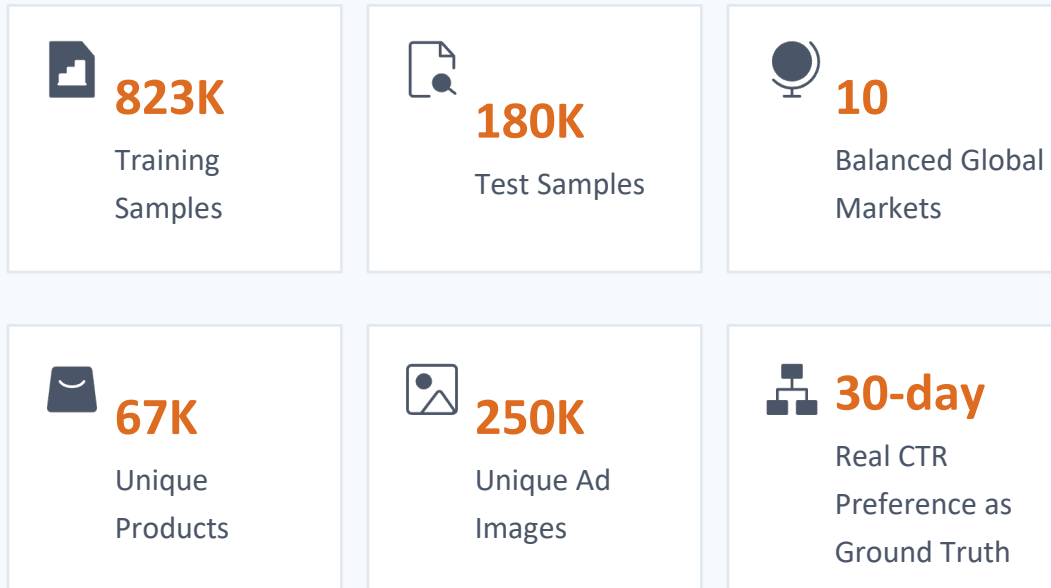 823K
Training
Samples
180K
Test Samples
10
Balanced Global
Markets
67K
Unique
Products
250K
Unique Ad
Images
30-day
Real CTR
Preference as
Ground Truth